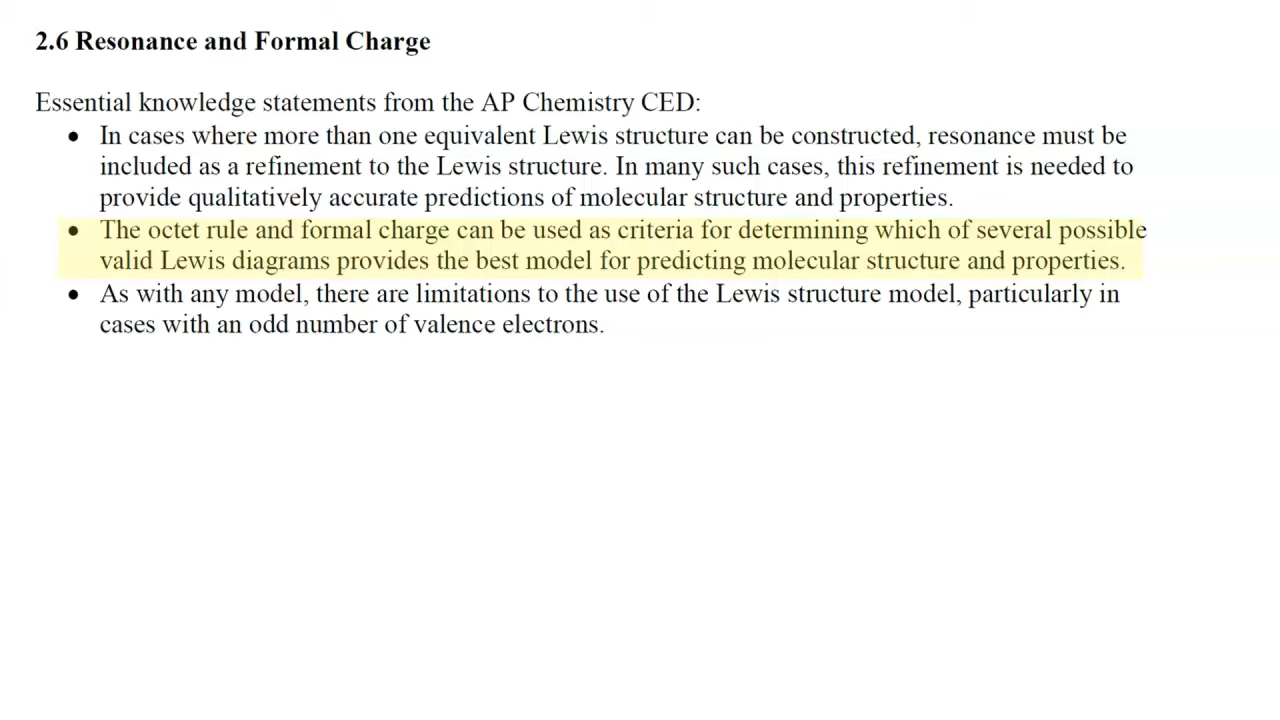 2.6 Resonance and Formal Charge
Essential knowledge statements from the AP Chemistry CED:
• In cases where more than one equivalent Lewis structure can be constructed, resonance must be
included as a refinement to the Lewis structure. In many such cases, this refinement is needed to
provide qualitatively accurate predictions of molecular structure and properties.
• The octet rule and formal charge can be used as criteria for determining which of several possible
valid Lewis diagrams provides the best model for predicting molecular structure and properties.
• As with any model, there are limitations to the use of the Lewis structure model, particularly in
cases with an odd number of valence electrons.